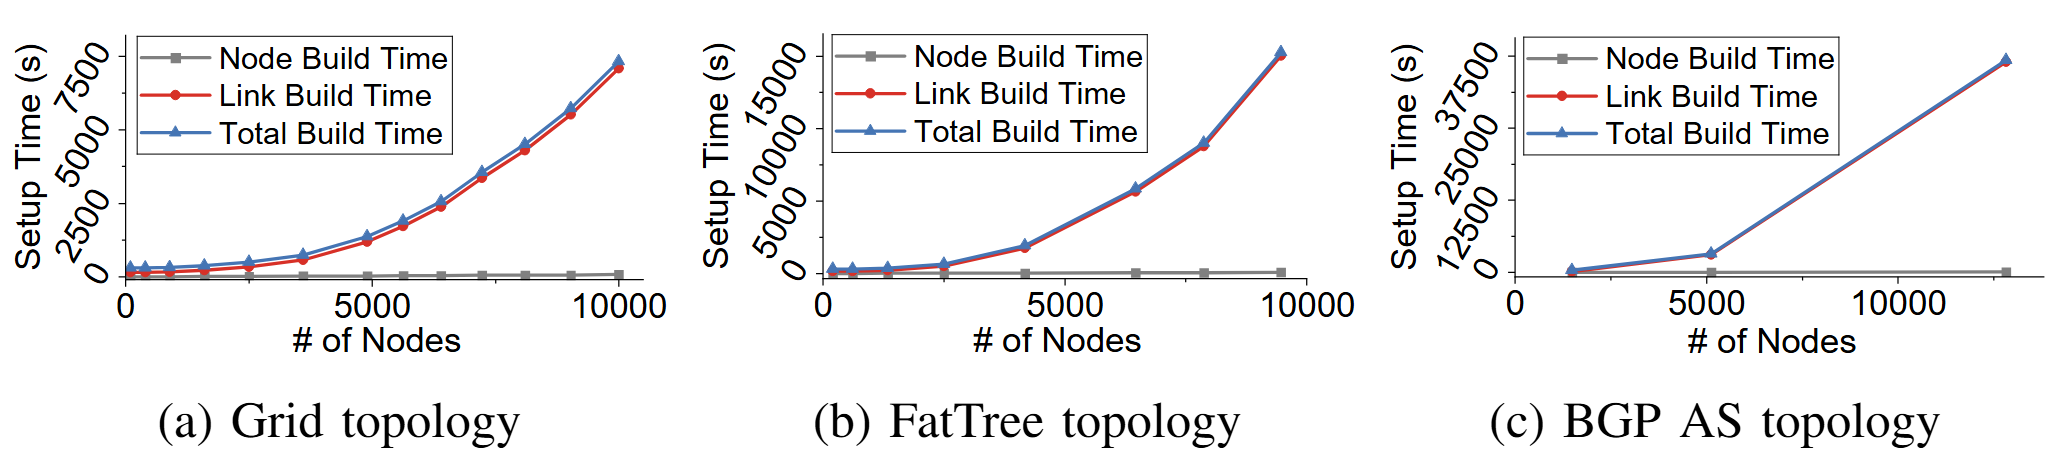 Setup Time (s)
7500
5000
2500
0
Node Build Time
Link Build Time
Total Build Time
0 5000 10000
# of Nodes
(a) Grid topology
Setup Time (s)
15000
10000
5000
0
Node Build Time
Link Build Time
Total Build Time
0 5000 10000
# of Nodes
(b) FatTree topology
Setup Time (s)
37500
25000
12500
0
Node Build Time
Link Build Time
Total Build Time
0 5000 10000
# of Nodes
(c) BGP AS topology